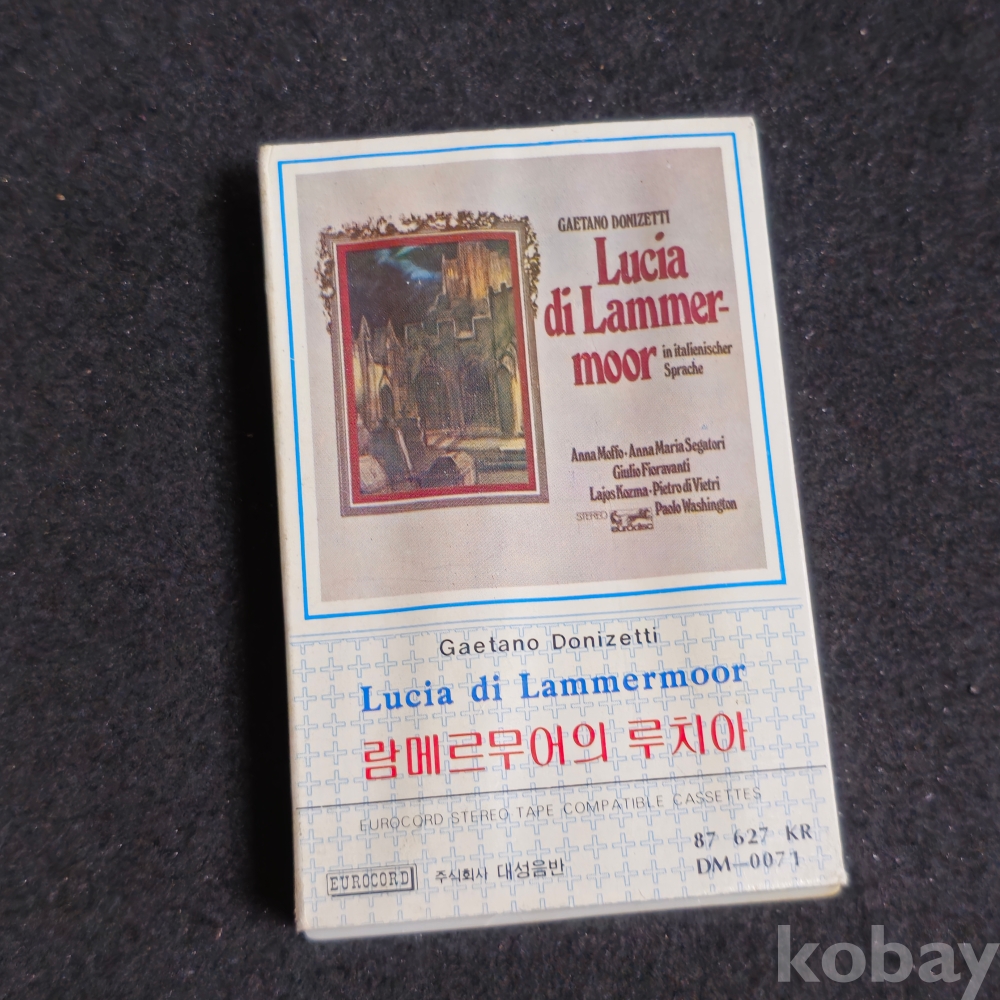 GAETANO DONIZETTI
Lucia
di Lammer-
moor in italienischer
Sprache
Anna Moffo · Anna Maria Segatori
Giulio Fioravanti
Lajos Kozma · Pietro di Vietri
STEREO eurodisc Paolo Washington
Gaetano Donizetti
Lucia di Lammermoor
람메르무어의 루치아
EUROCORD STEREO TAPE COMPATIBLE CASSETTES
87 627 KR
EUROCORD 주식회사 대성음반 DM—0071
kobay